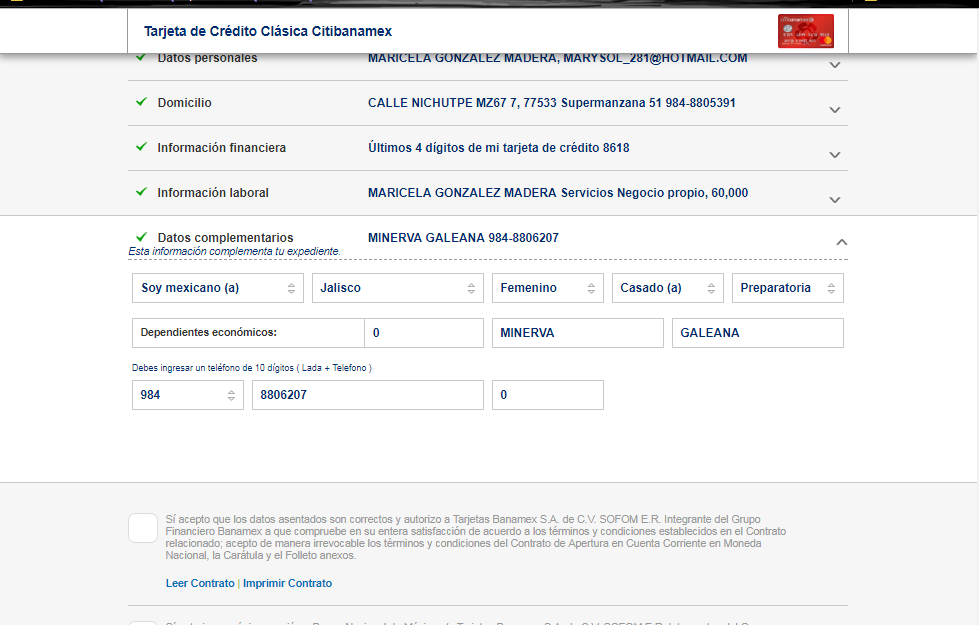 Tarjeta de Crédito Clásica Citibanamex
Datos personales MARICELA GONZALEZ MADERA, MARYSOL_281@HOTMAIL.COM
Domicilio CALLE NICHUTPE MZ67 7, 77533 Supermanzana 51 984-8805391
Información financiera Últimos 4 dígitos de mi tarjeta de crédito 8618
Información laboral MARICELA GONZALEZ MADERA Servicios Negocio propio, 60,000
Datos complementarios MINERVA GALEANA 984-8806207
Esta información complementa tu expediente.
Soy mexicano (a) Jalisco Femenino Casado (a) Preparatoria
Dependientes económicos: 0 MINERVA GALEANA
Debes ingresar un teléfono de 10 dígitos ( Lada + Telefono )
984 8806207 0
Sí acepto que los datos asentados son correctos y autorizo a Tarjetas Banamex S.A. de C.V. SOFOM E.R. Integrante del Grupo
Financiero Banamex a que compruebe en su entera satisfacción de acuerdo a los términos y condiciones establecidos en el Contrato
relacionado; acepto de manera irrevocable los términos y condiciones del Contrato de Apertura en Cuenta Corriente en Moneda
Nacional, la Carátula y el Folleto anexos.
Leer Contrato | Imprimir Contrato